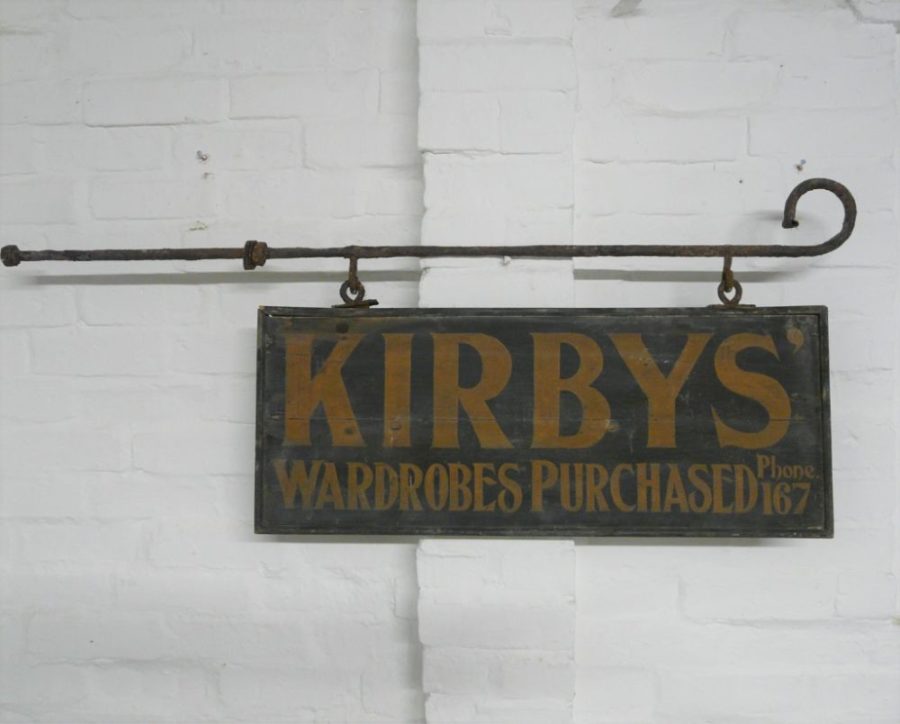 KIRBYS'
WARDROBES PURCHASED Phone
167